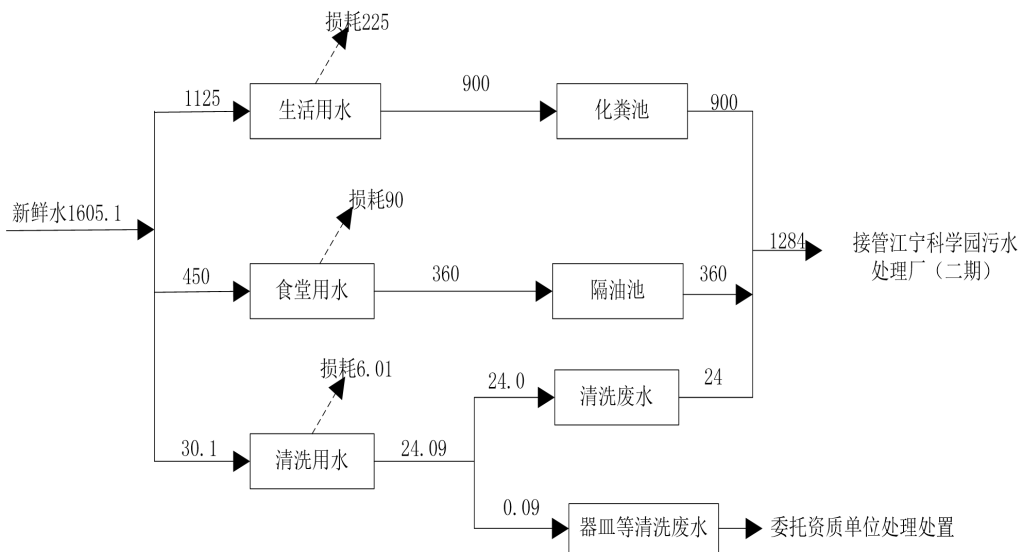 损耗225
1125
生活用水
900
化粪池
900
新鲜水1605.1
损耗90
450
食堂用水
360
隔油池
360
1284
接管江宁科学园污水
处理厂（二期）
损耗6.01
30.1
清洗用水
24.09
24.0
清洗废水
24
0.09
器皿等清洗废水
委托资质单位处理处置